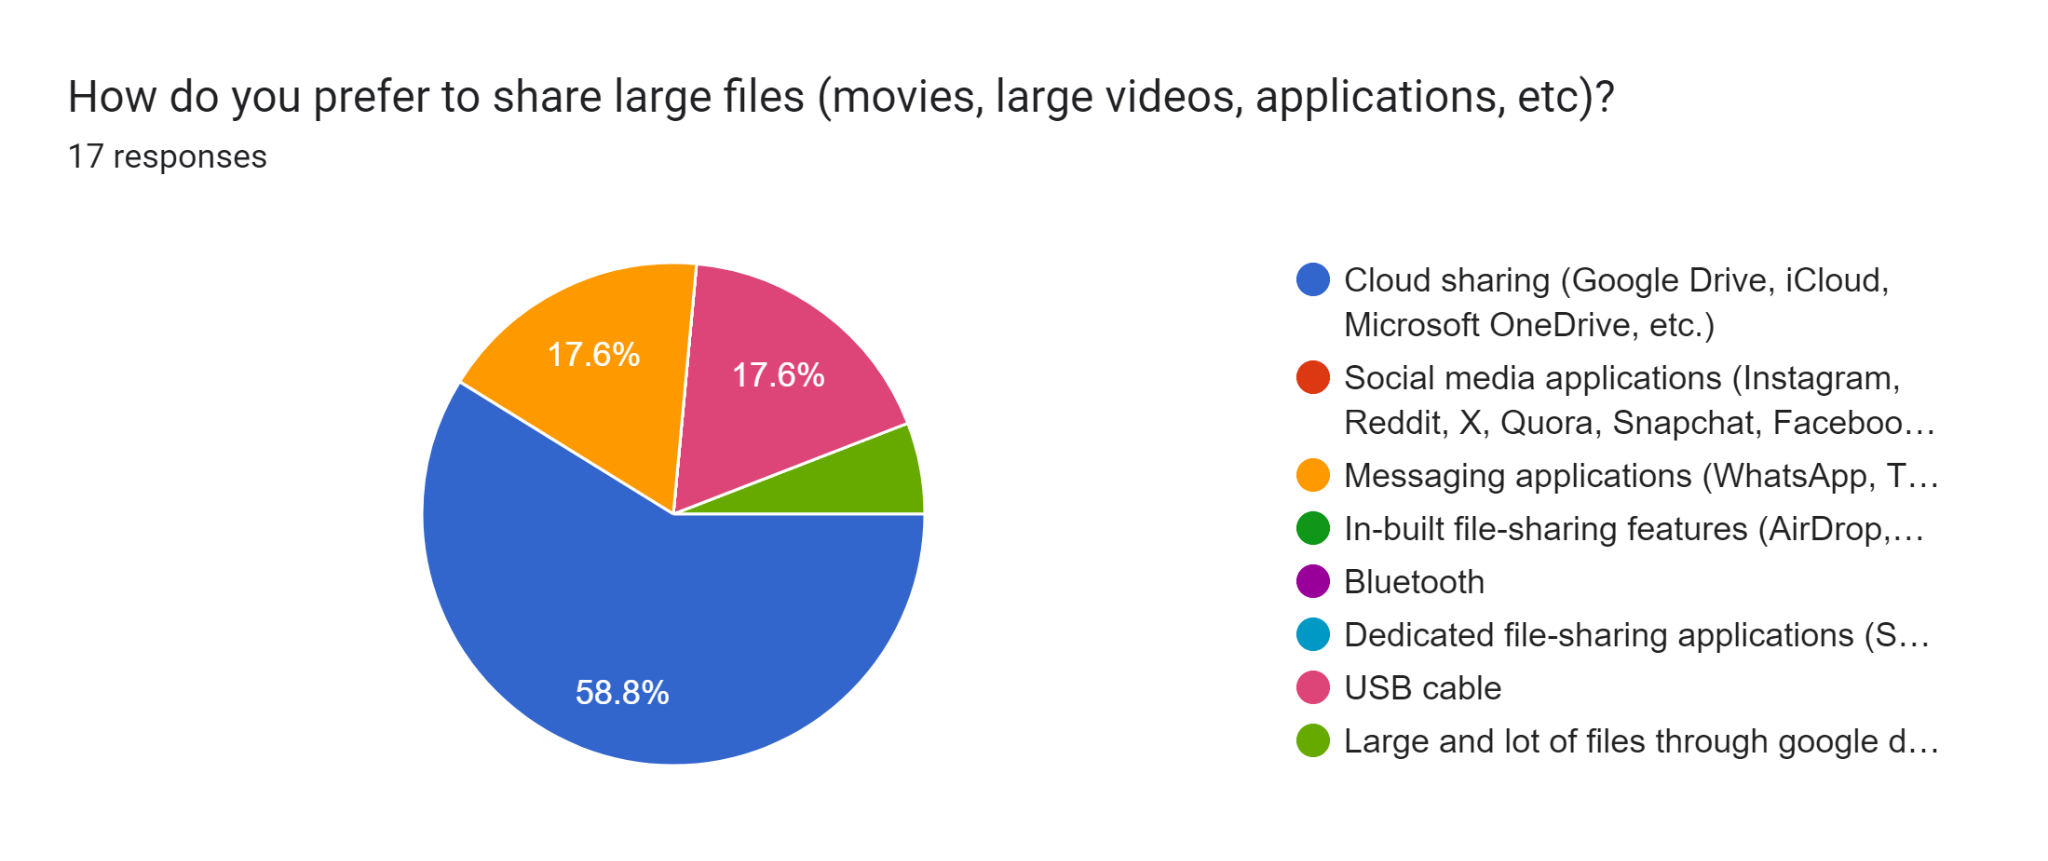 How do you prefer to share large files (movies, large videos, applications, etc)?
17 responses
17.6%
17.6%
58.8%
Cloud sharing (Google Drive, iCloud,
Microsoft OneDrive, etc.)
Social media applications (Instagram,
Reddit, X, Quora, Snapchat, Faceboo…
Messaging applications (WhatsApp, T…
In-built file-sharing features (AirDrop,…
Bluetooth
Dedicated file-sharing applications (S…
USB cable
Large and lot of files through google d…